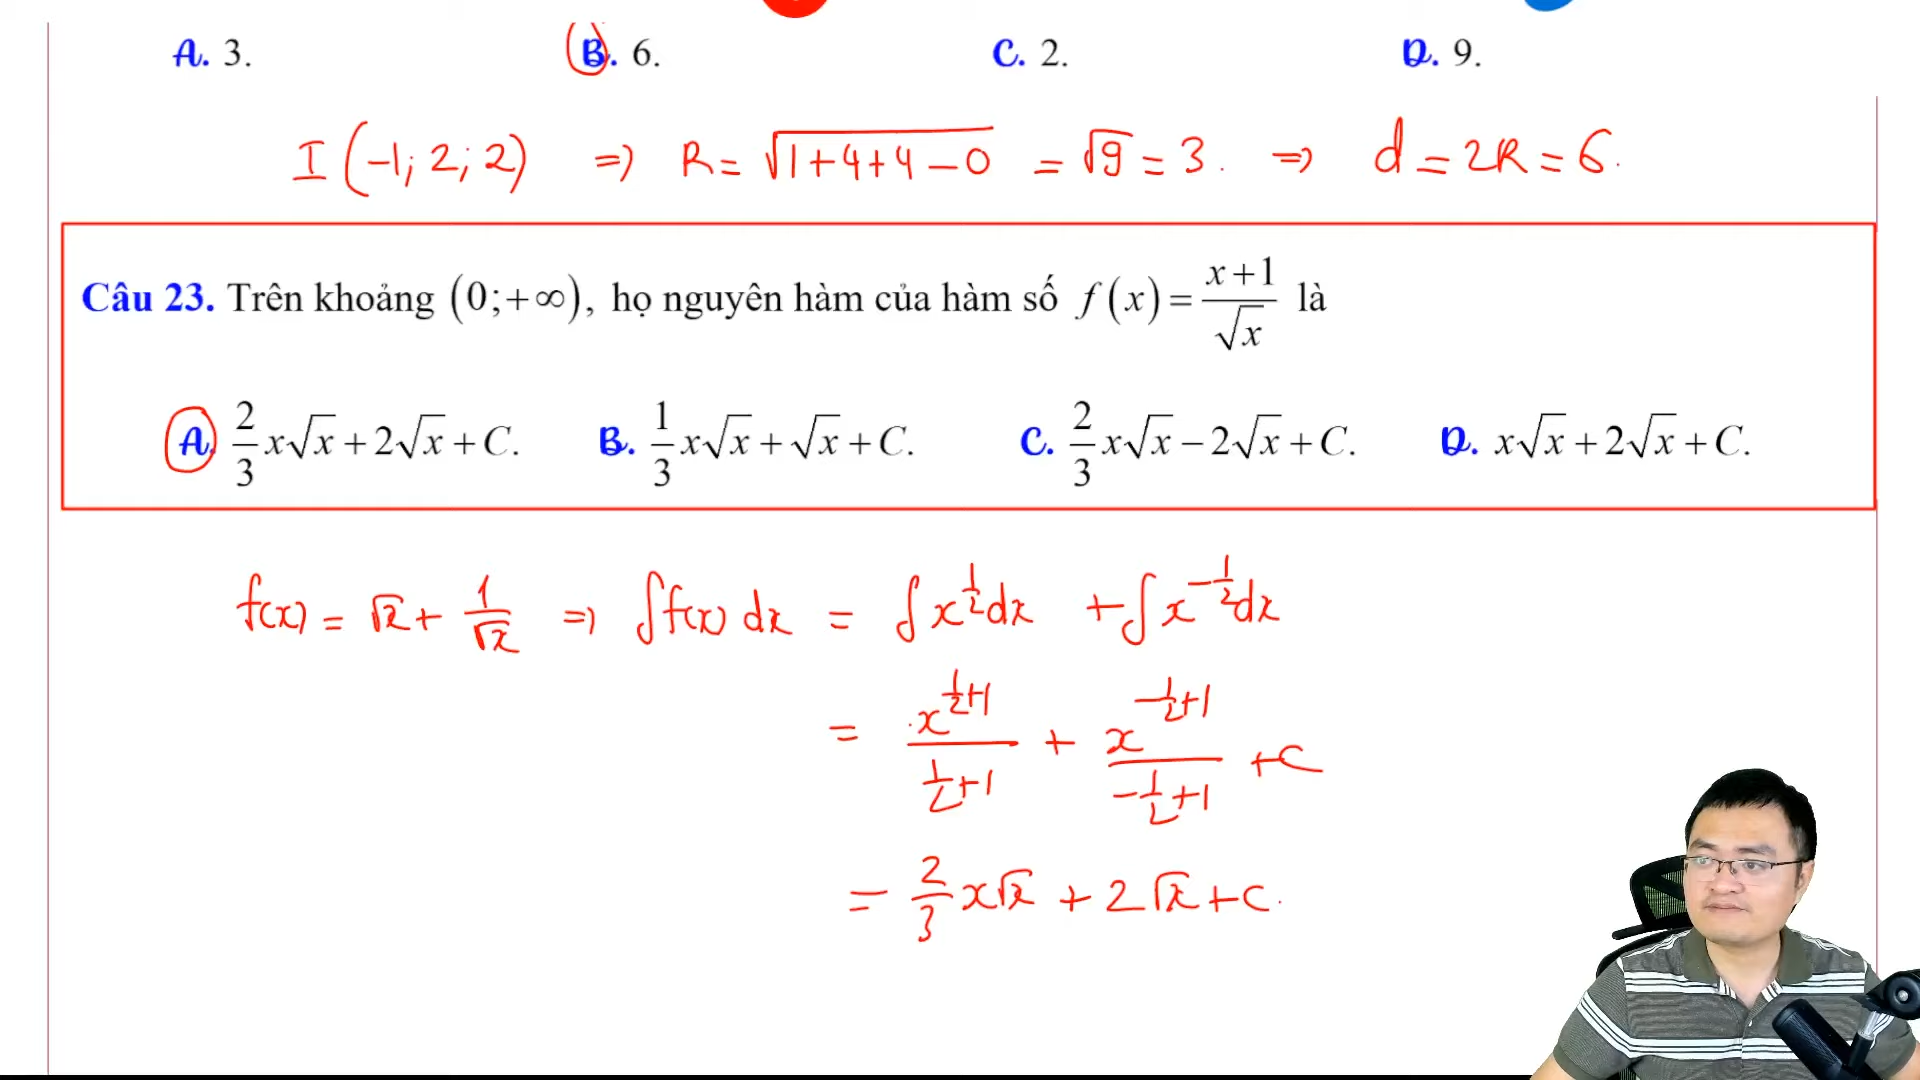 A. 3. B. 6. C. 2. D. 9.
I (-1; 2; 2) => R = √(1+4+4-0) = √9 = 3. => d = 2R = 6.
Câu 23. Trên khoảng (0;+∞), họ nguyên hàm của hàm số f(x) = (x+1)/√x là
A. 2/3 x√x + 2√x + C. B. 1/3 x√x + √x + C. C. 2/3 x√x − 2√x + C. D. x√x + 2√x + C.
f(x) = √x + 1/√x => ∫f(x) dx = ∫x^(1/2) dx + ∫x^(-1/2) dx
= x^(1/2+1)/(1/2+1) + x^(-1/2+1)/(-1/2+1) + C
= 2/3 x√x + 2√x + C.